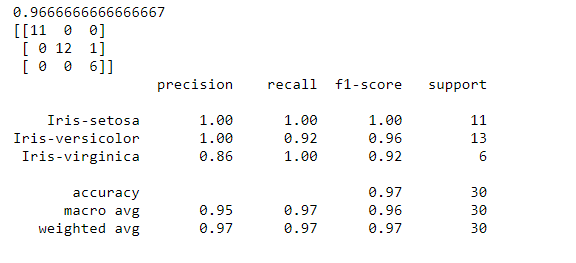 0.9666666666666667
[[11  0  0]
 [ 0 12  1]
 [ 0  0  6]]
                 precision    recall  f1-score   support

    Iris-setosa       1.00      1.00      1.00        11
Iris-versicolor       1.00      0.92      0.96        13
 Iris-virginica       0.86      1.00      0.92         6

       accuracy                           0.97        30
      macro avg       0.95      0.97      0.96        30
   weighted avg       0.97      0.97      0.97        30